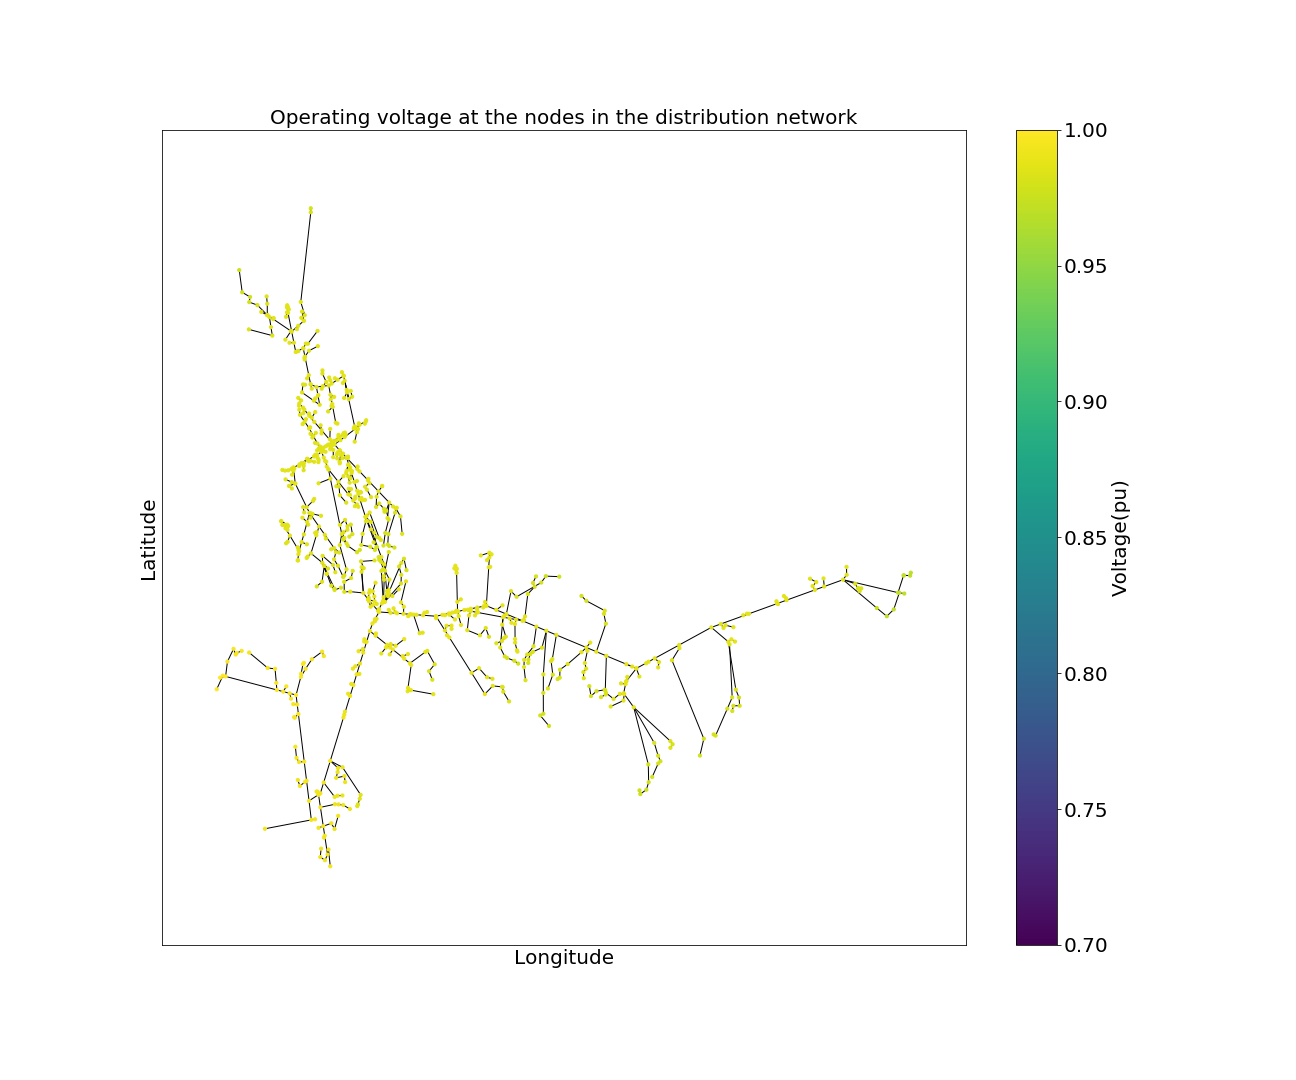 Operating voltage at the nodes in the distribution network
Latitude
Longitude
1.00
0.95
0.90
0.85
0.80
0.75
0.70
Voltage(pu)